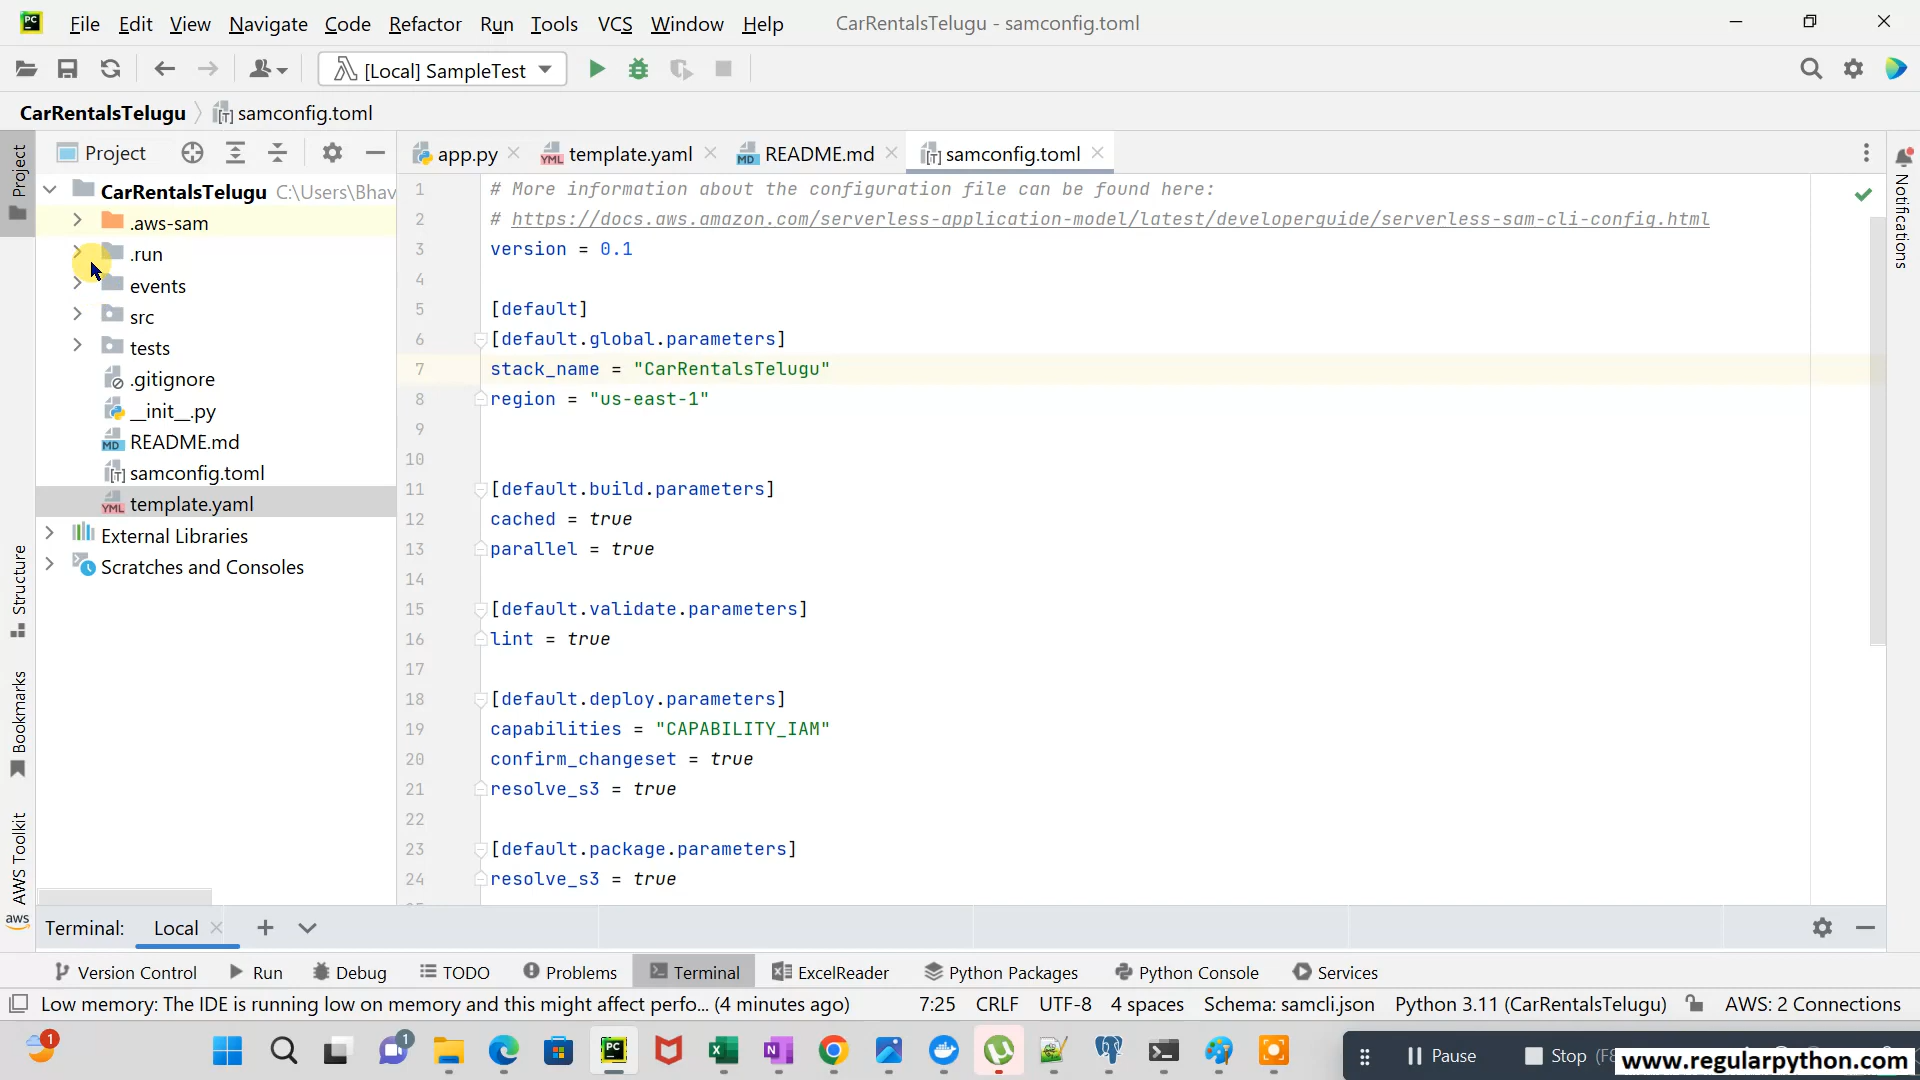 PC File Edit View Navigate Code Refactor Run Tools VCS Window Help CarRentalsTelugu - samconfig.toml
[Local] SampleTest
CarRentalsTelugu samconfig.toml
Project
Project
CarRentalsTelugu C:\Users\Bhav
.aws-sam
.run
events
src
tests
.gitignore
__init__.py
MD README.md
[T] samconfig.toml
YML template.yaml
External Libraries
Scratches and Consoles
Structure
Bookmarks
AWS Toolkit
aws
app.py YML template.yaml MD README.md [T] samconfig.toml
1 # More information about the configuration file can be found here:
2 # https://docs.aws.amazon.com/serverless-application-model/latest/developerguide/serverless-sam-cli-config.html
3 version = 0.1
4
5 [default]
6 [default.global.parameters]
7 stack_name = "CarRentalsTelugu"
8 region = "us-east-1"
9
10
11 [default.build.parameters]
12 cached = true
13 parallel = true
14
15 [default.validate.parameters]
16 lint = true
17
18 [default.deploy.parameters]
19 capabilities = "CAPABILITY_IAM"
20 confirm_changeset = true
21 resolve_s3 = true
22
23 [default.package.parameters]
24 resolve_s3 = true
Notifications
Terminal: Local
Version Control Run Debug TODO Problems Terminal ExcelReader Python Packages Python Console Services
Low memory: The IDE is running low on memory and this might affect perfo... (4 minutes ago) 7:25 CRLF UTF-8 4 spaces Schema: samcli.json Python 3.11 (CarRentalsTelugu) AWS: 2 Connections
1 1 PC Pause Stop
www.regularpython.com